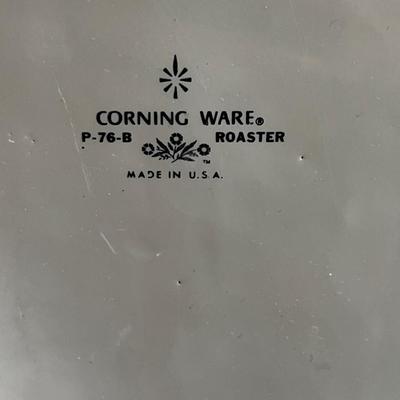 CORNING WARE®
P-76-B ROASTER
™
MADE IN U.S.A.